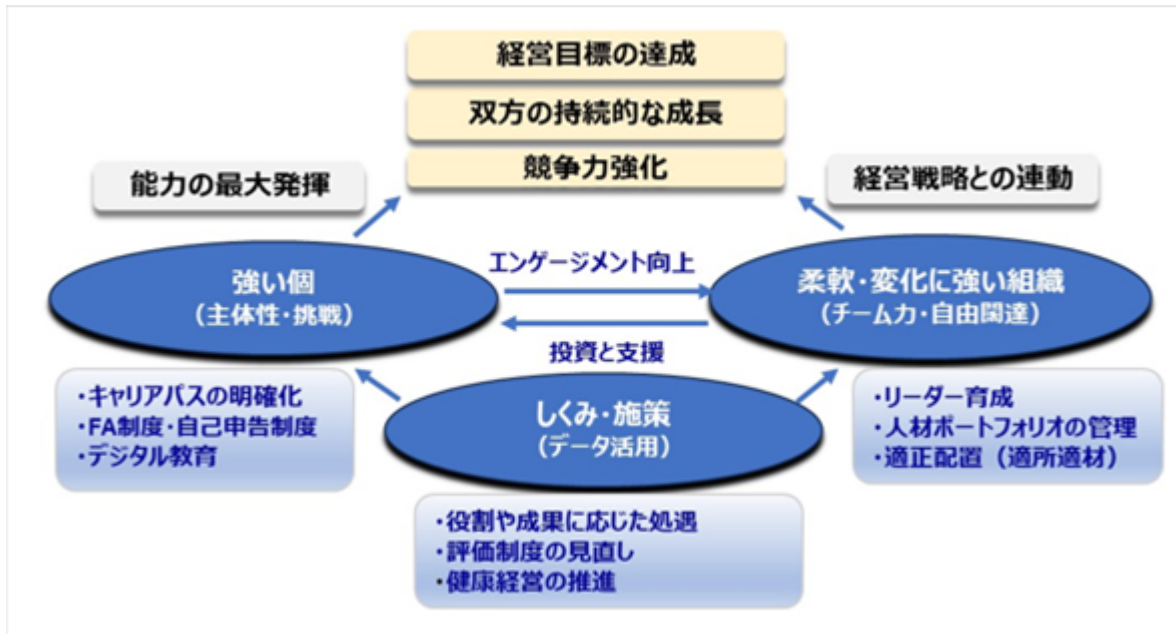 経営目標の達成
双方の持続的な成長
競争力強化
能力の最大発揮
経営戦略との連動
強い個
(主体性・挑戦)
エンゲージメント向上
柔軟・変化に強い組織
(チーム力・自由闊達)
投資と支援
・キャリアパスの明確化
・FA制度・自己申告制度
・デジタル教育
しくみ・施策
(データ活用)
・リーダー育成
・人材ポートフォリオの管理
・適正配置（適所適材）
・役割や成果に応じた処遇
・評価制度の見直し
・健康経営の推進